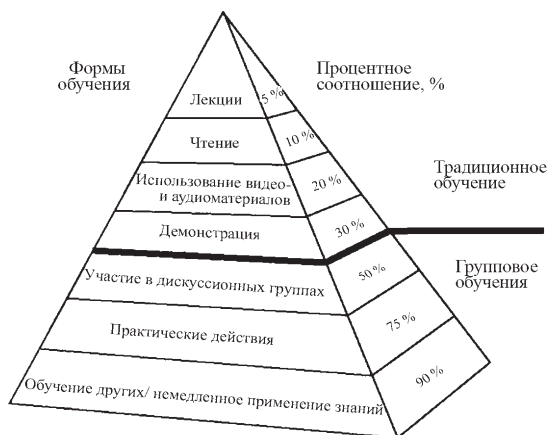 Формы
обучения
Процентное
соотношение, %
Лекции
5 %
Чтение
10 %
Использование видео-
и аудиоматериалов
20 %
Традиционное
обучение
Демонстрация
30 %
Групповое
обучения
Участие в дискуссионных группах
50 %
Практические действия
75 %
Обучение других/ немедленное применение знаний
90 %